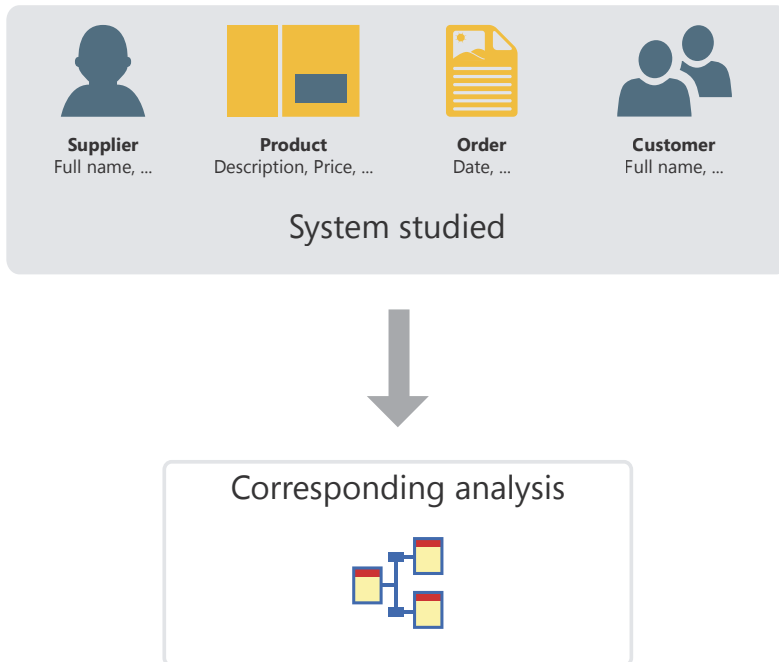 Supplier
Full name, ...
Product
Description, Price, ...
Order
Date, ...
Customer
Full name, ...
System studied
Corresponding analysis